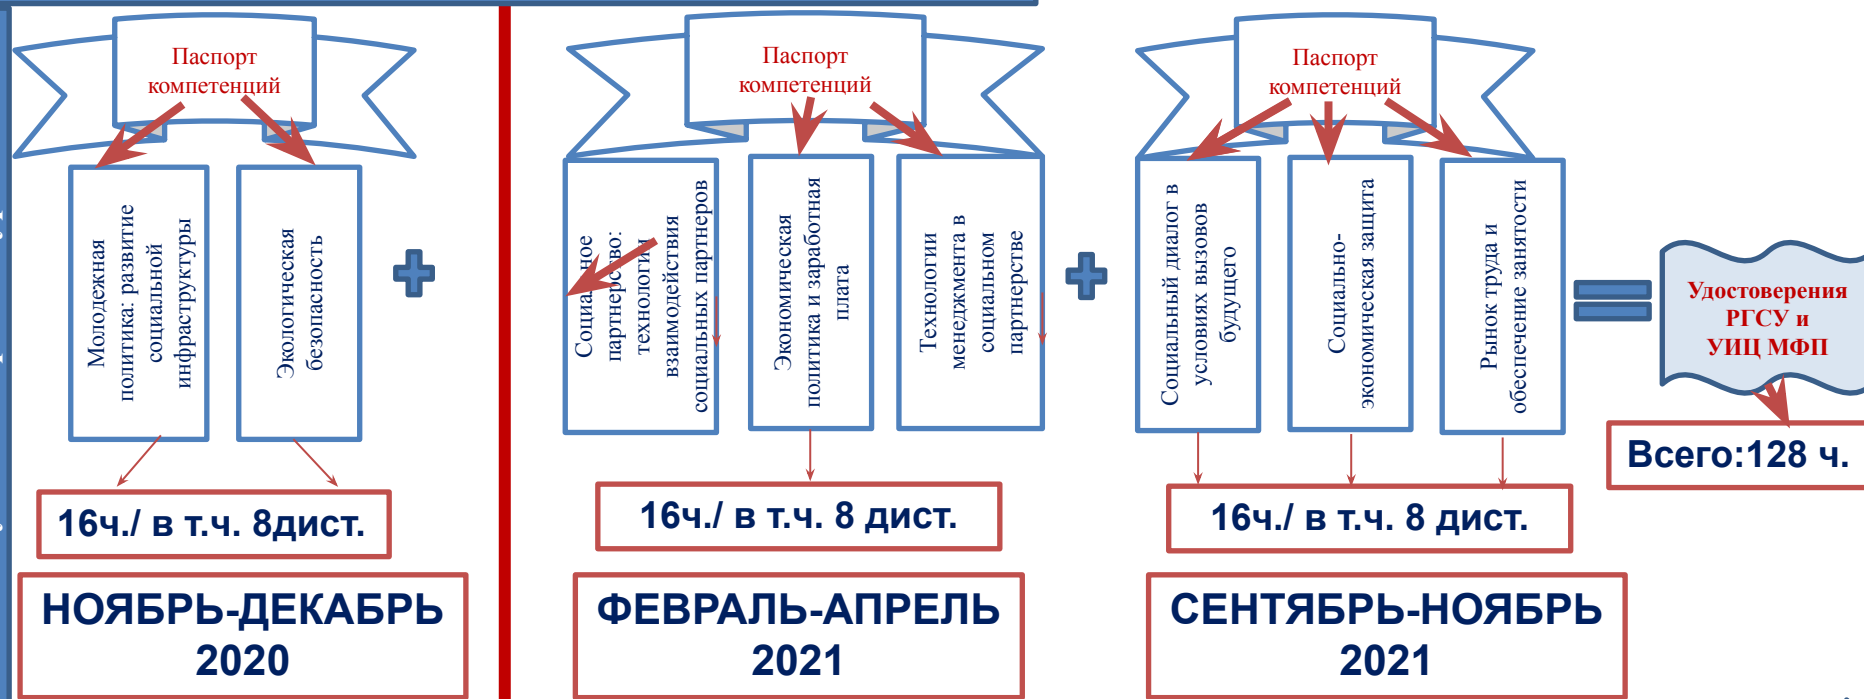 Паспорт
компетенций
Молодежная
политика: развитие
социальной
инфраструктуры
Экологическая
безопасность
16ч./ в т.ч. 8дист.
НОЯБРЬ-ДЕКАБРЬ
2020
Паспорт
компетенций
Социальное
партнерство:
технологии
взаимодействия
социальных партнеров
Экономическая
политика и заработная
плата
Технологии
менеджмента в
социальном
партнерстве
16ч./ в т.ч. 8 дист.
ФЕВРАЛЬ-АПРЕЛЬ
2021
Паспорт
компетенций
Социальный диалог в
условиях вызовов
будущего
Социально-
экономическая защита
Рынок труда и
обеспечение занятости
16ч./ в т.ч. 8 дист.
СЕНТЯБРЬ-НОЯБРЬ
2021
Удостоверения
РГСУ и
УИЦ МФП
Всего:128 ч.